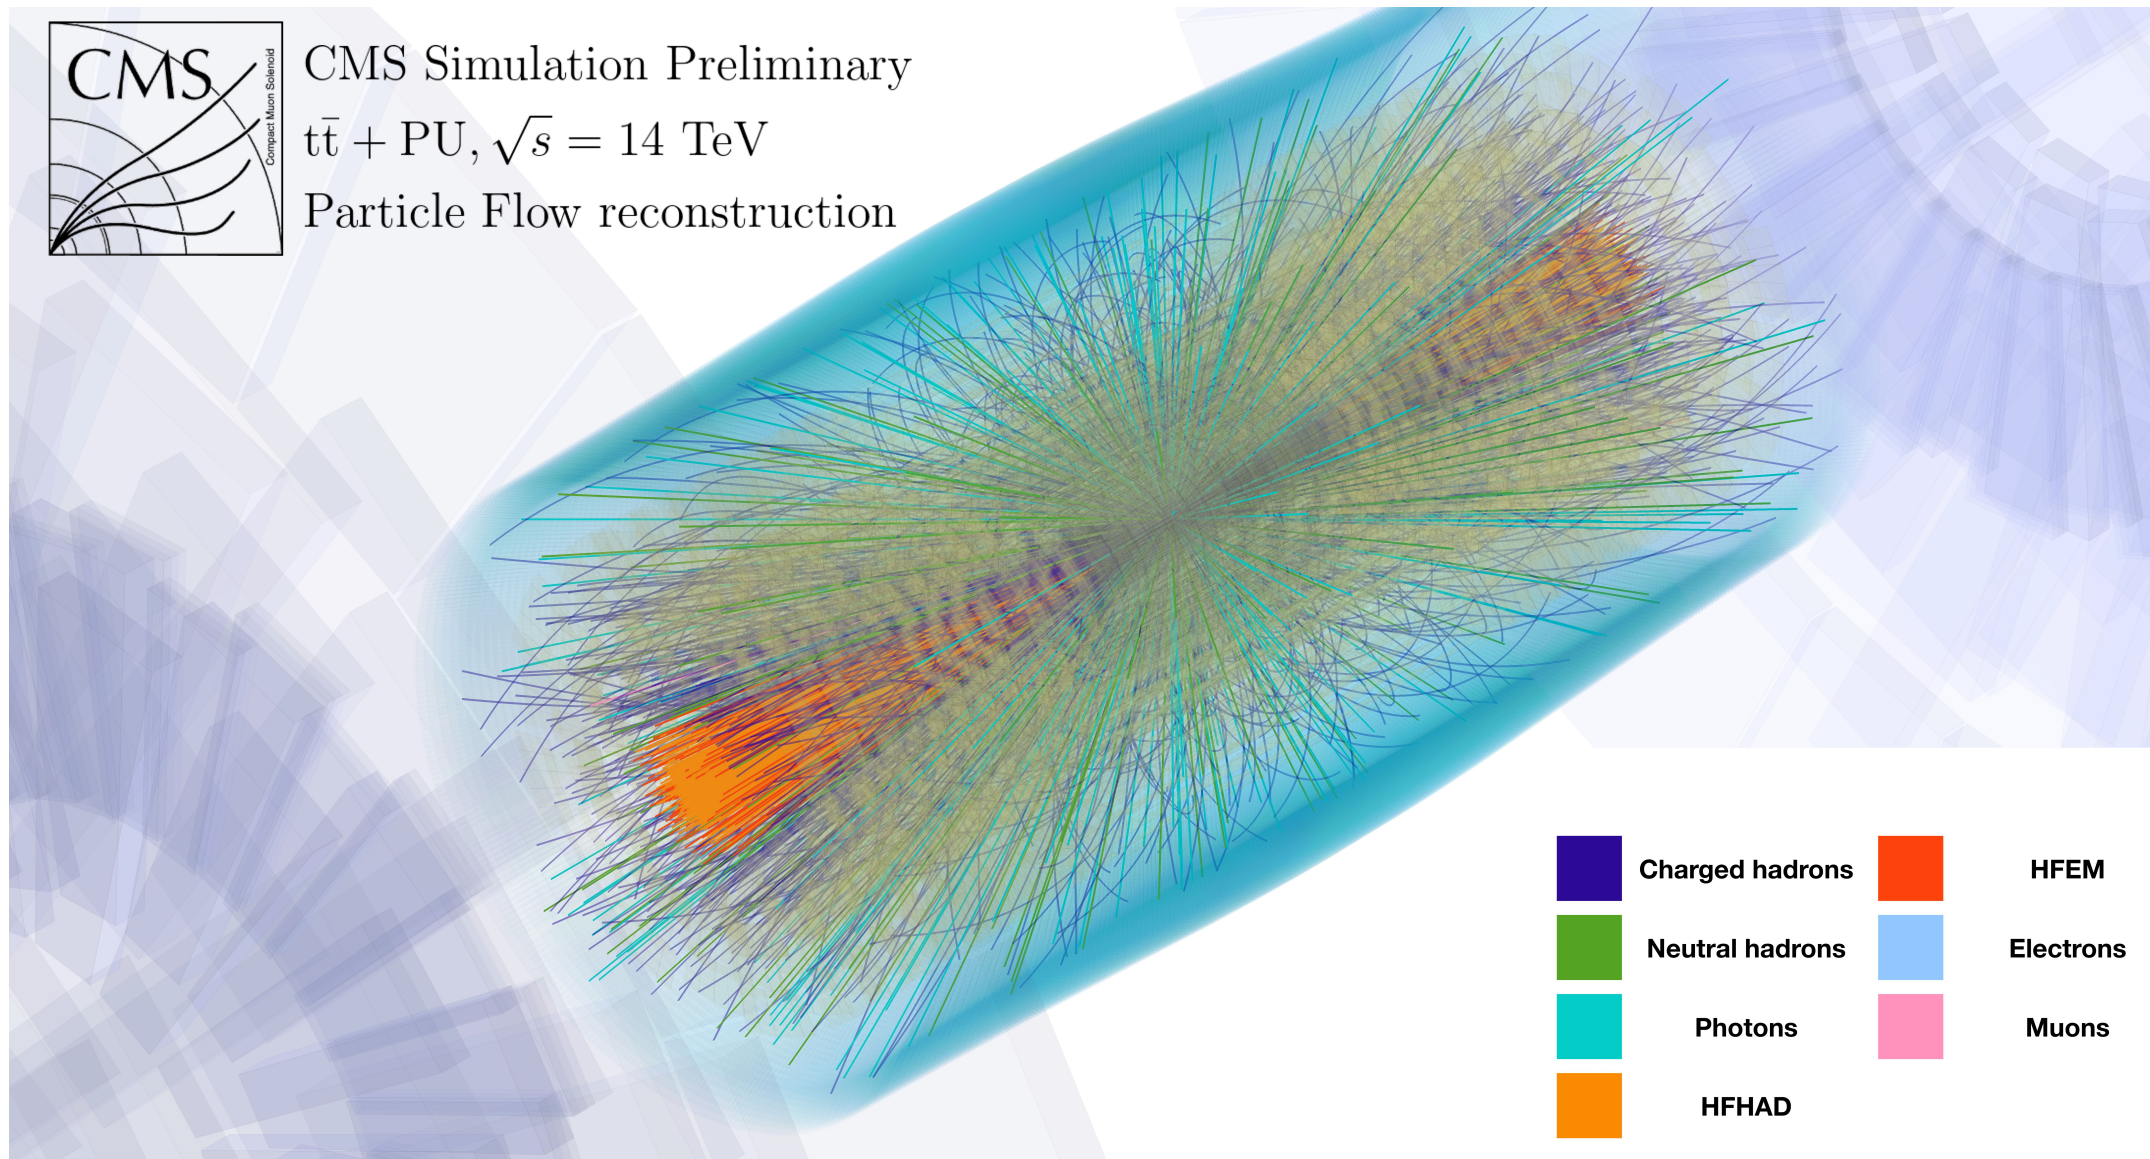 CMS
Compact Muon Solenoid
CMS Simulation Preliminary
tt̄ + PU, √s = 14 TeV
Particle Flow reconstruction
Charged hadrons
HFEM
Neutral hadrons
Electrons
Photons
Muons
HFHAD